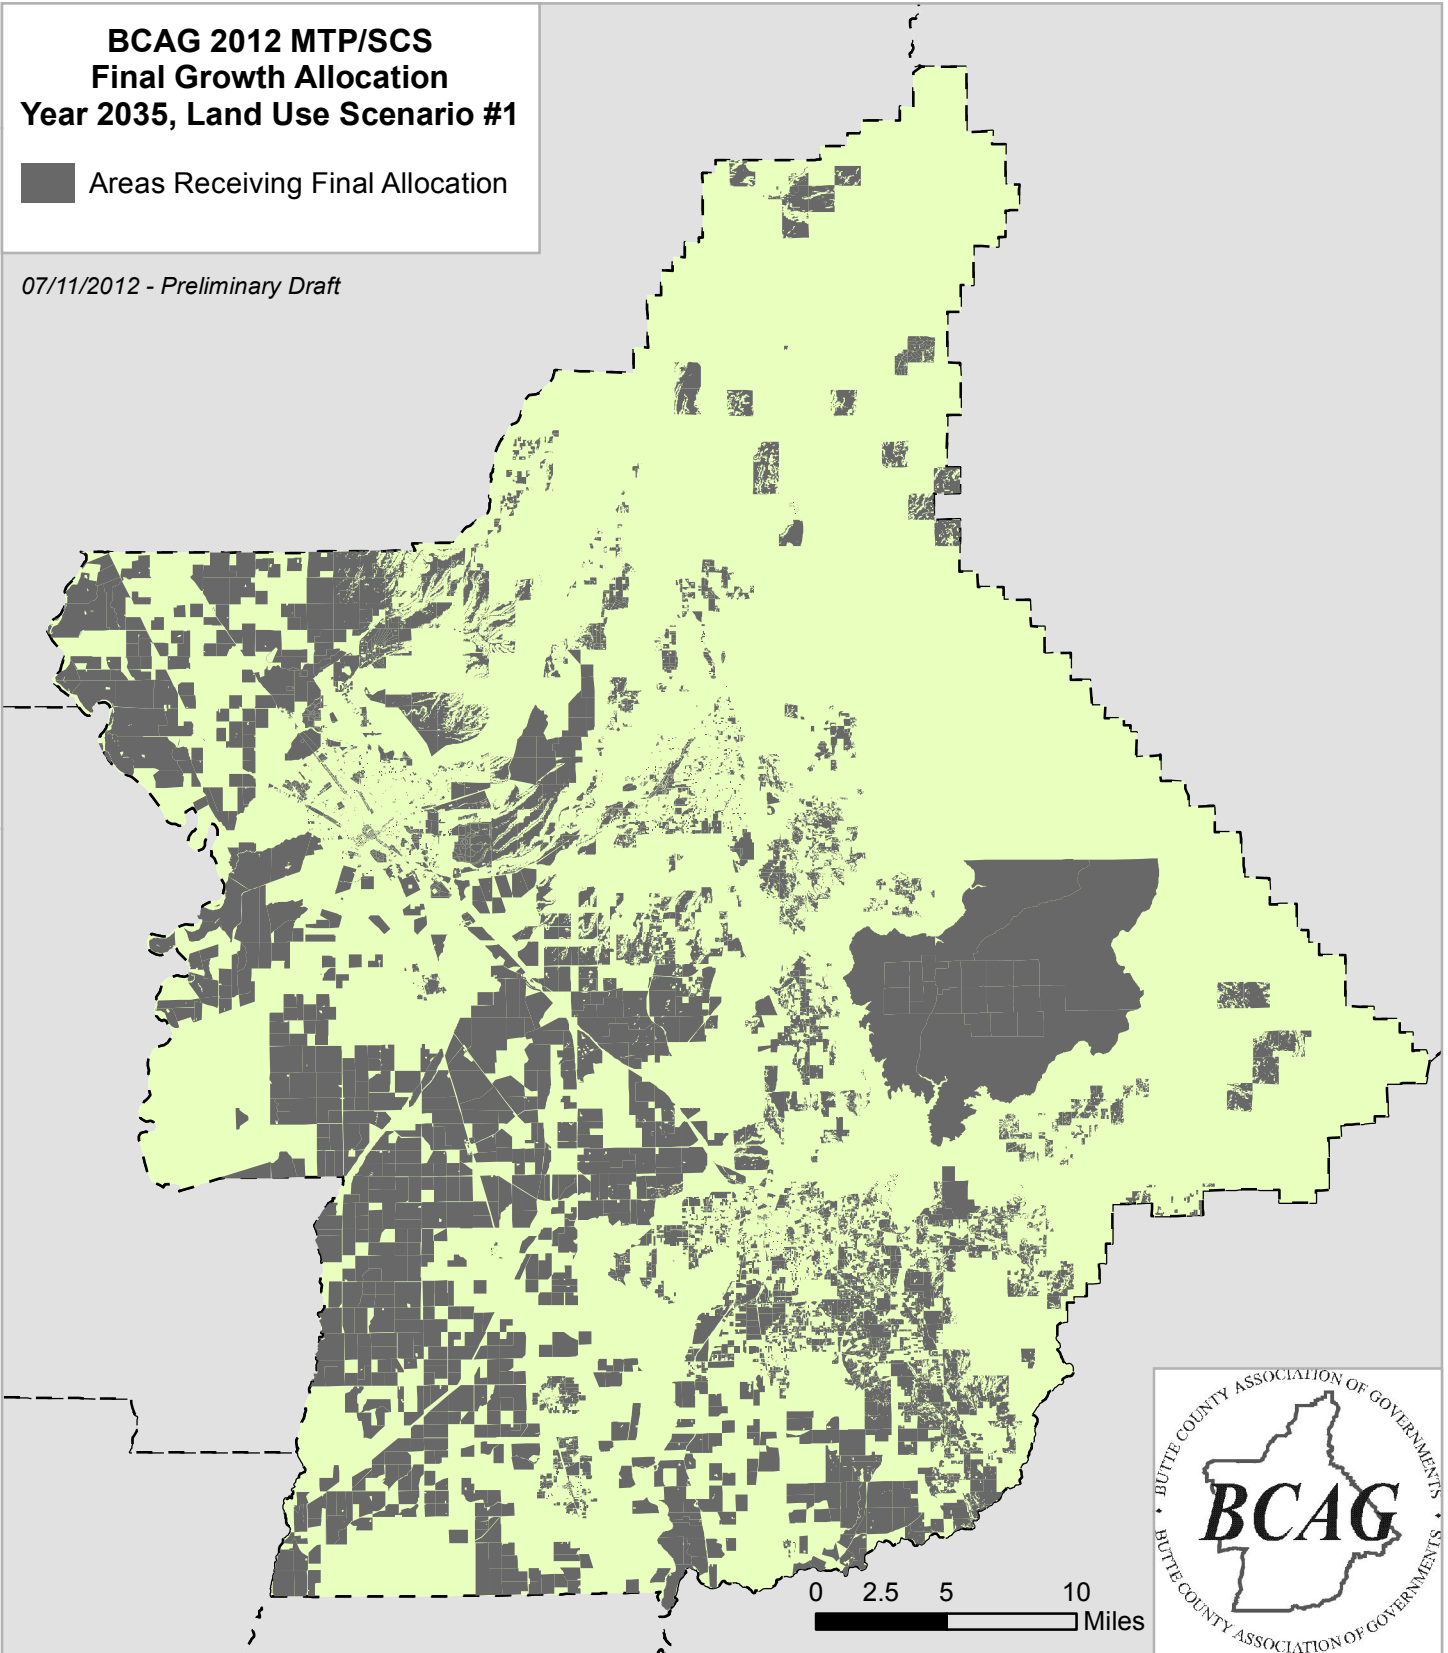 BCAG 2012 MTP/SCS
Final Growth Allocation
Year 2035, Land Use Scenario #1
Areas Receiving Final Allocation
07/11/2012 - Preliminary Draft
0 2.5 5 10
Miles
BUTTE COUNTY ASSOCIATION OF GOVERNMENTS
BCAG
BUTTE COUNTY ASSOCIATION OF GOVERNMENTS